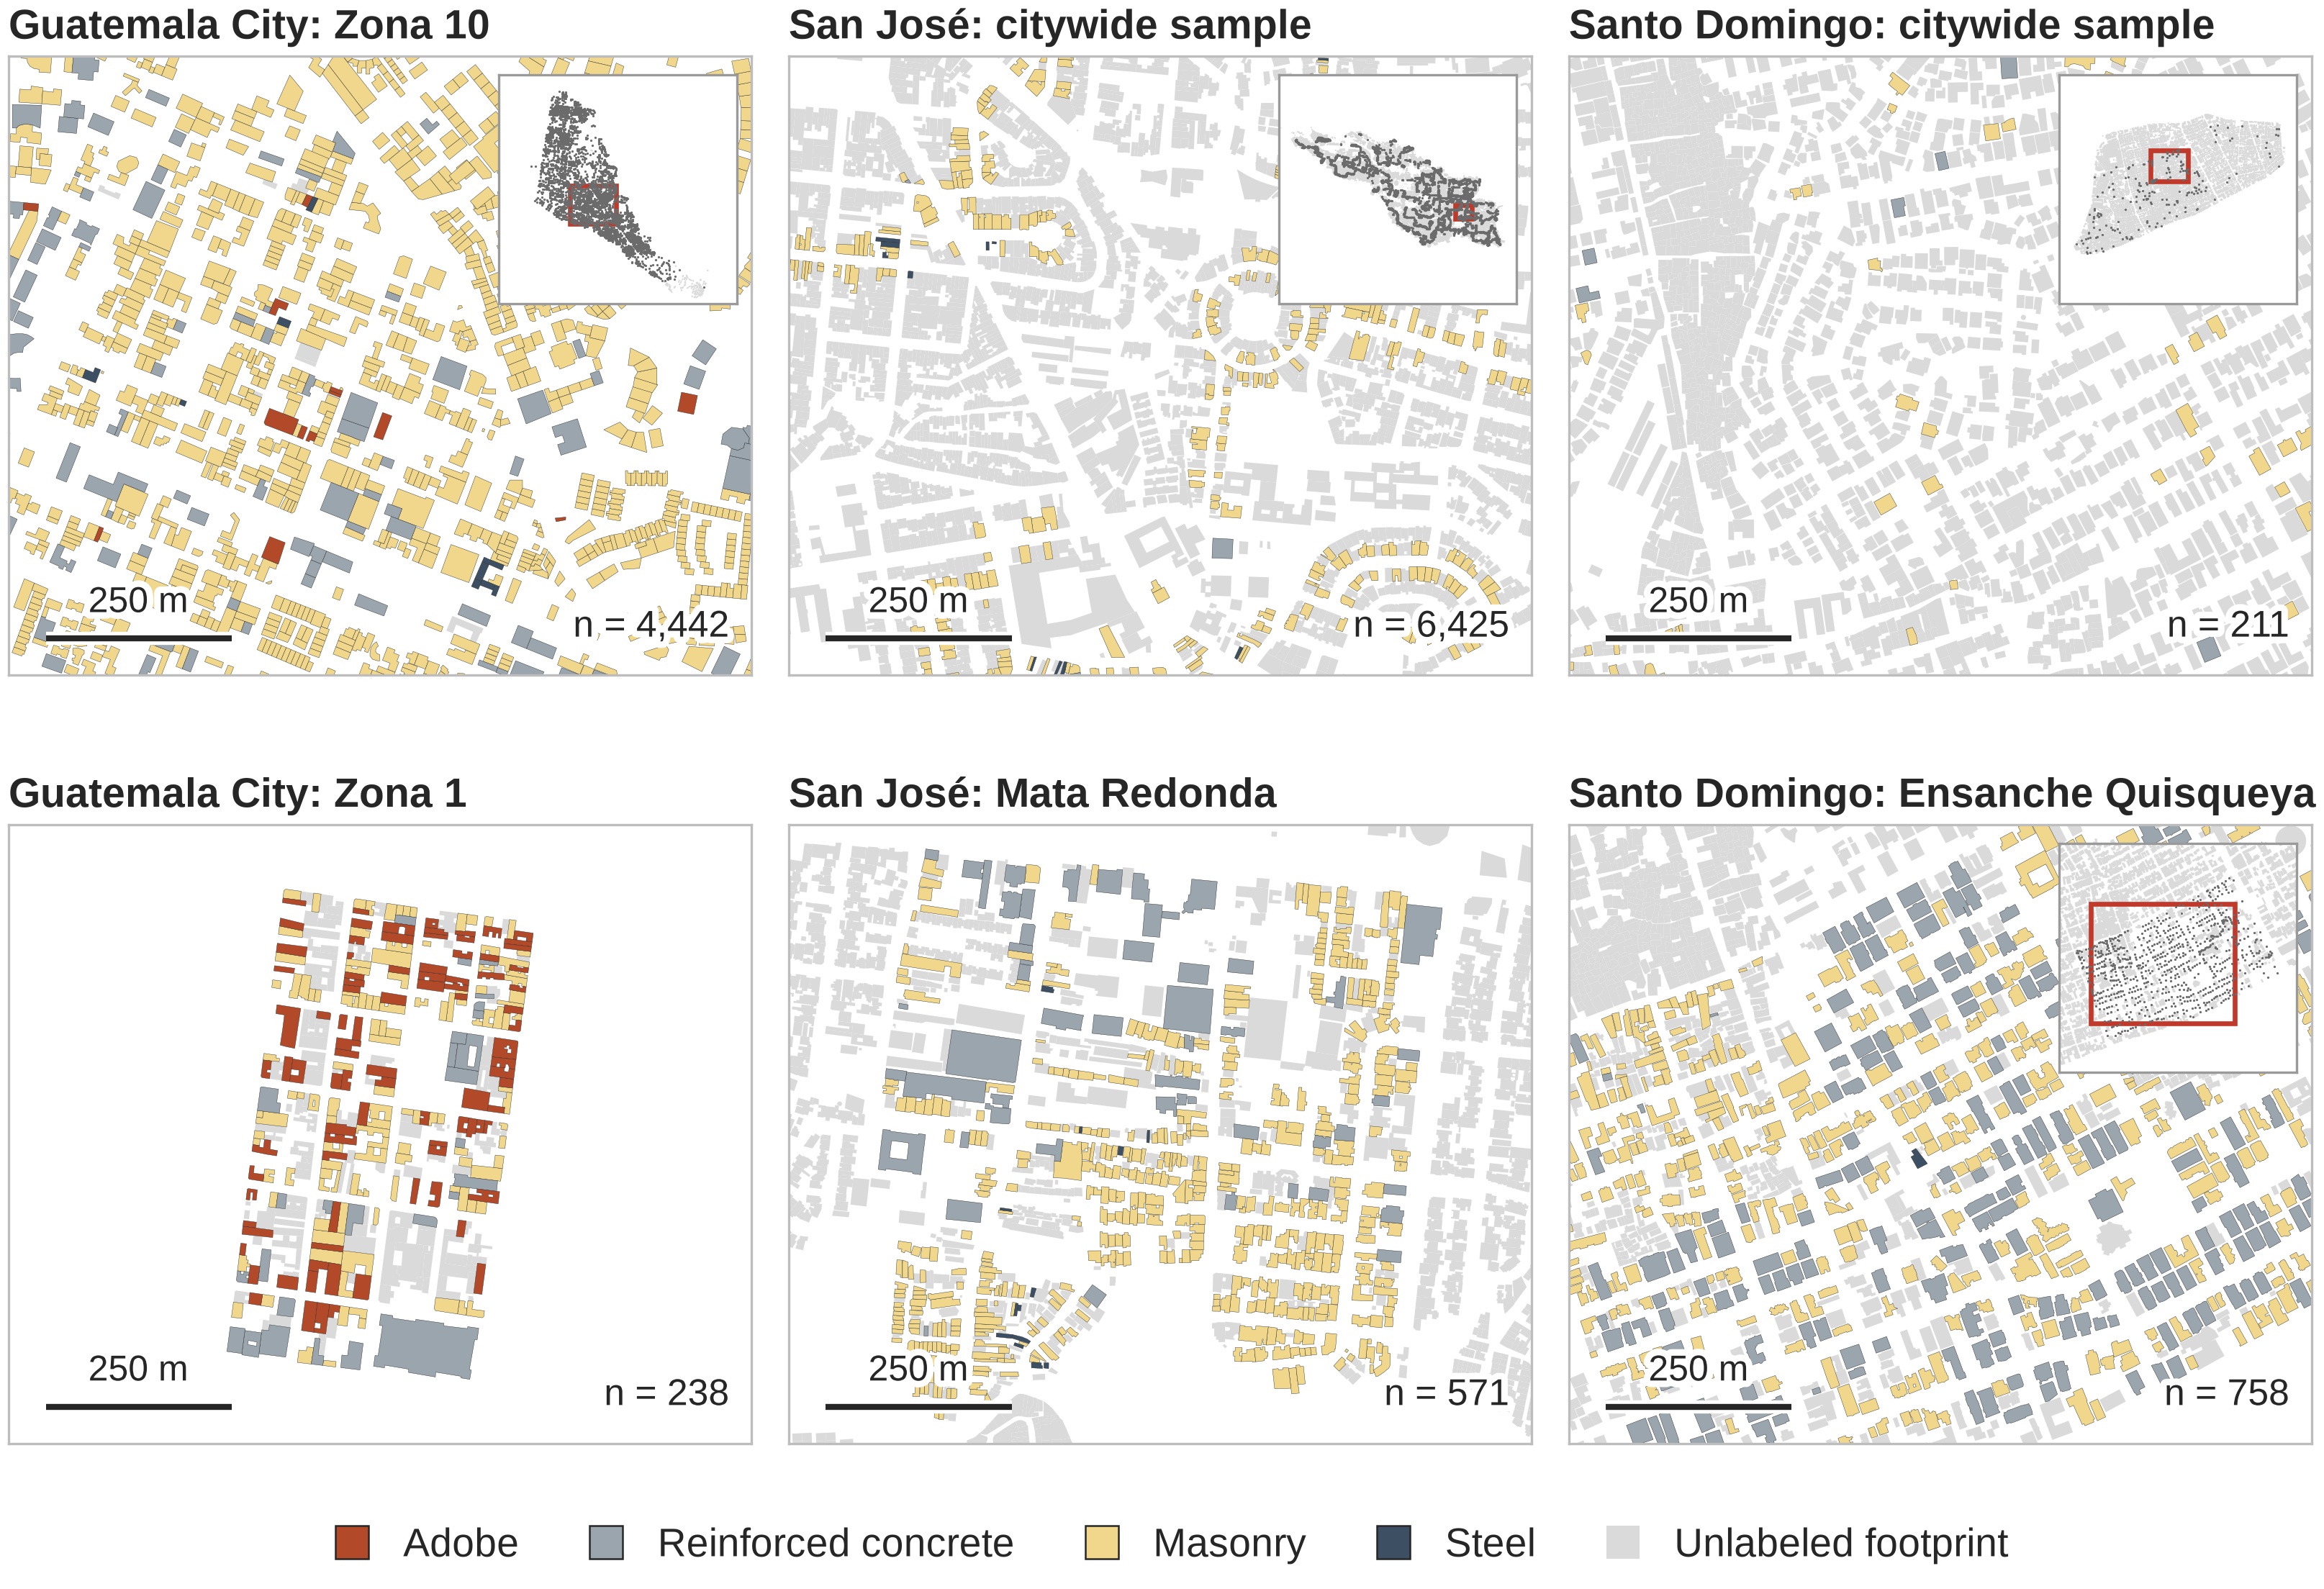 Guatemala City: Zona 10
250 m
n = 4,442
San José: citywide sample
250 m
n = 6,425
Santo Domingo: citywide sample
250 m
n = 211
Guatemala City: Zona 1
250 m
n = 238
San José: Mata Redonda
250 m
n = 571
Santo Domingo: Ensanche Quisqueya
250 m
n = 758
Adobe
Reinforced concrete
Masonry
Steel
Unlabeled footprint